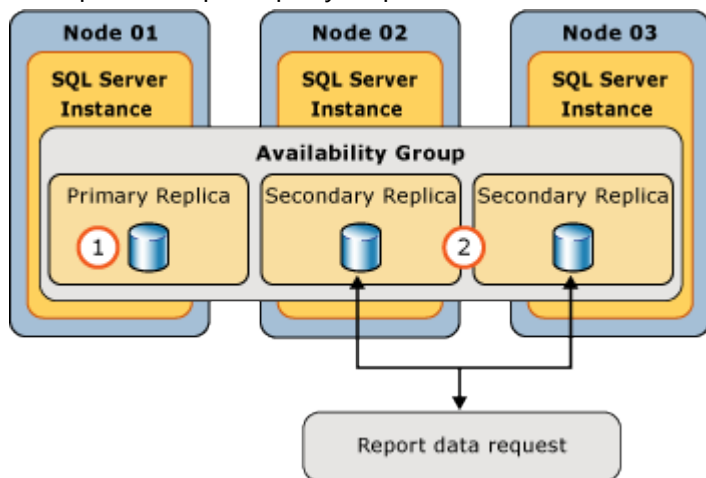 Node 01
Node 02
Node 03
SQL Server
Instance
SQL Server
Instance
SQL Server
Instance
Availability Group
Primary Replica
Secondary Replica
Secondary Replica
1
2
Report data request